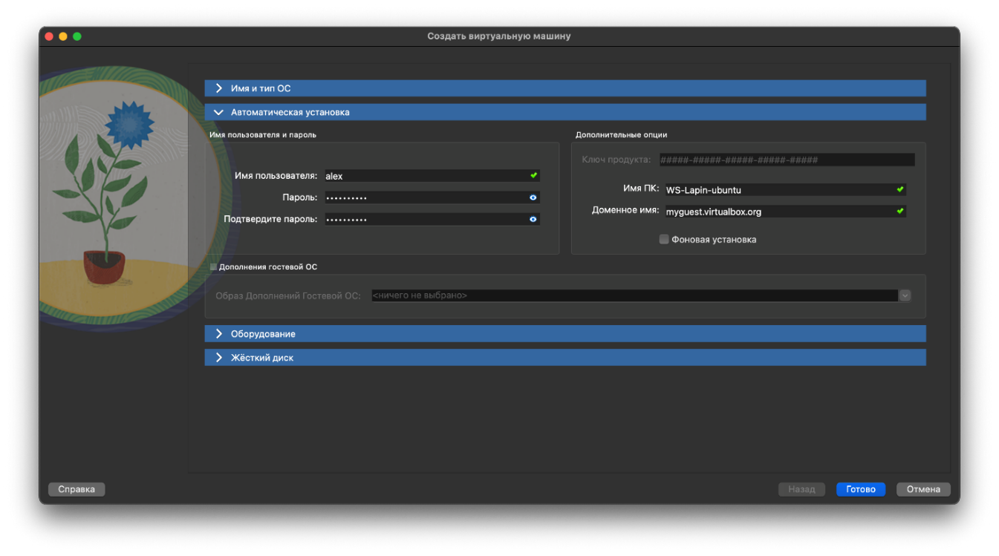 Создать виртуальную машину
Имя и тип ОС
Автоматическая установка
Имя пользователя и пароль
Имя пользователя: alex
Пароль: ••••••••••
Подтвердите пароль: ••••••••••
Дополнительные опции
Ключ продукта: #####-#####-#####-#####-#####
Имя ПК: WS-Lapin-ubuntu
Доменное имя: myguest.virtualbox.org
Фоновая установка
Дополнения гостевой ОС
Образ Дополнений Гостевой ОС: <ничего не выбрано>
Оборудование
Жёсткий диск
Справка Назад Готово Отмена